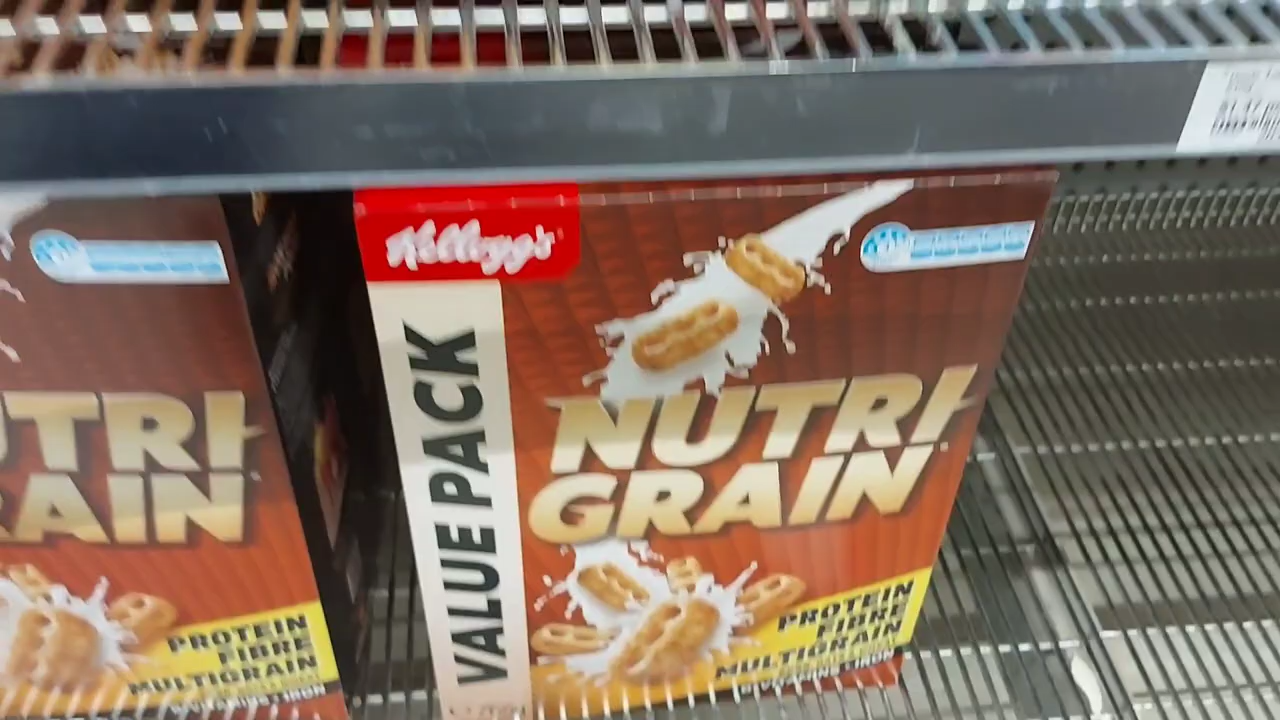 Kellogg's
VALUE PACK
NUTRI
GRAIN
PROTEIN
FIBRE
MULTIGRAIN
UTRI
RAIN
PROTEIN
FIBRE
MULTIGRAIN